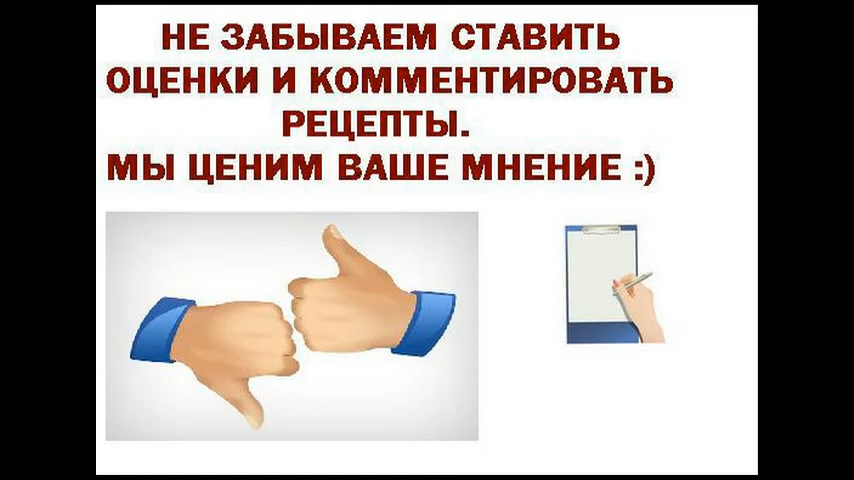 НЕ ЗАБЫВАЕМ СТАВИТЬ
ОЦЕНКИ И КОММЕНТИРОВАТЬ
РЕЦЕПТЫ.
МЫ ЦЕНИМ ВАШЕ МНЕНИЕ :)